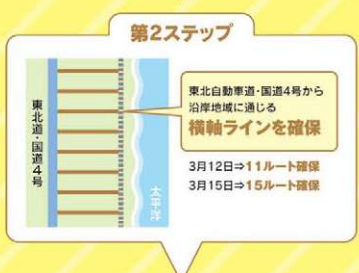 第2ステップ
東北道・国道4号
太平洋
東北自動車道・国道4号から
沿岸地域に通じる
横軸ラインを確保
3月12日⇒11ルート確保
3月15日⇒15ルート確保